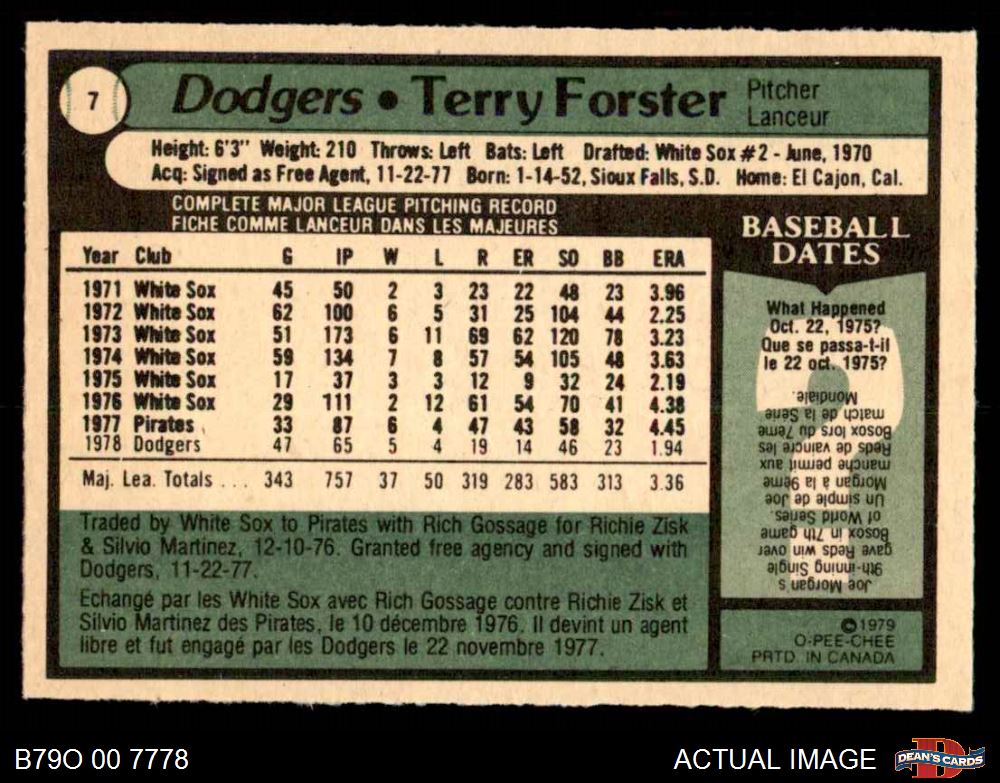 7
Dodgers • Terry Forster
Pitcher
Lanceur
Height: 6'3" Weight: 210 Throws: Left Bats: Left Drafted: White Sox #2 - June, 1970
Acq: Signed as Free Agent, 11-22-77 Born: 1-14-52, Sioux Falls, S.D. Home: El Cajon, Cal.
COMPLETE MAJOR LEAGUE PITCHING RECORD
FICHE COMME LANCEUR DANS LES MAJEURES
Year Club G IP W L R ER SO BB ERA
1971 White Sox 45 50 2 3 23 22 48 23 3.96
1972 White Sox 62 100 6 5 31 25 104 44 2.25
1973 White Sox 51 173 6 11 69 62 120 78 3.23
1974 White Sox 59 134 7 8 57 54 105 48 3.63
1975 White Sox 17 37 3 3 12 9 32 24 2.19
1976 White Sox 29 111 2 12 61 54 70 41 4.38
1977 Pirates 33 87 6 4 47 43 58 32 4.45
1978 Dodgers 47 65 5 4 19 14 46 23 1.94
Maj. Lea. Totals ... 343 757 37 50 319 283 583 313 3.36
Traded by White Sox to Pirates with Rich Gossage for Richie Zisk
& Silvio Martinez, 12-10-76. Granted free agency and signed with
Dodgers, 11-22-77.
Echangé par les White Sox avec Rich Gossage contre Richie Zisk et
Silvio Martinez des Pirates, le 10 décembre 1976. Il devint un agent
libre et fut engagé par les Dodgers le 22 novembre 1977.
BASEBALL
DATES
What Happened
Oct. 22, 1975?
Que se passa-t-il
le 22 oct. 1975?
Joe Morgan's
9th-inning Single
gave Reds win over
Bosox in 7th game
of World Series.
Un simple de Joe
Morgan à la 9ème
manche permit aux
Reds de vaincre les
Bosox lors du 7ème
match de la Série
Mondiale.
©1979
O-PEE-CHEE
PRTD. IN CANADA
B79O 00 7778
ACTUAL IMAGE
D
DEAN'S CARDS